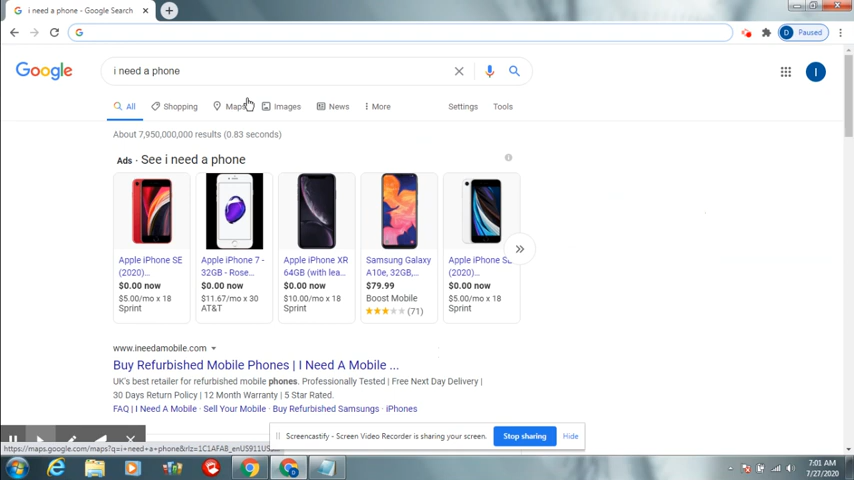 i need a phone - Google Search
Paused
Google
i need a phone
All
Shopping
Maps
Images
News
More
Settings
Tools
About 7,950,000,000 results (0.83 seconds)
Ads · See i need a phone
Apple iPhone SE (2020)...
$0.00 now
$5.00/mo x 18
Sprint
Apple iPhone 7 - 32GB - Rose...
$0.00 now
$11.67/mo x 30
AT&T
Apple iPhone XR 64GB (with lea...
$0.00 now
$10.00/mo x 18
Sprint
Samsung Galaxy A10e, 32GB,...
$79.99
Boost Mobile
(71)
Apple iPhone SE (2020)...
$0.00 now
$5.00/mo x 18
Sprint
www.ineedamobile.com
Buy Refurbished Mobile Phones | I Need A Mobile ...
UK's best retailer for refurbished mobile phones. Professionally Tested | Free Next Day Delivery |
30 Days Return Policy | 12 Month Warranty | 5 Star Rated.
FAQ | I Need A Mobile · Sell Your Mobile · Buy Refurbished Samsungs · iPhones
Screencastify - Screen Video Recorder is sharing your screen.
Stop sharing
Hide
7:01 AM
7/27/2020